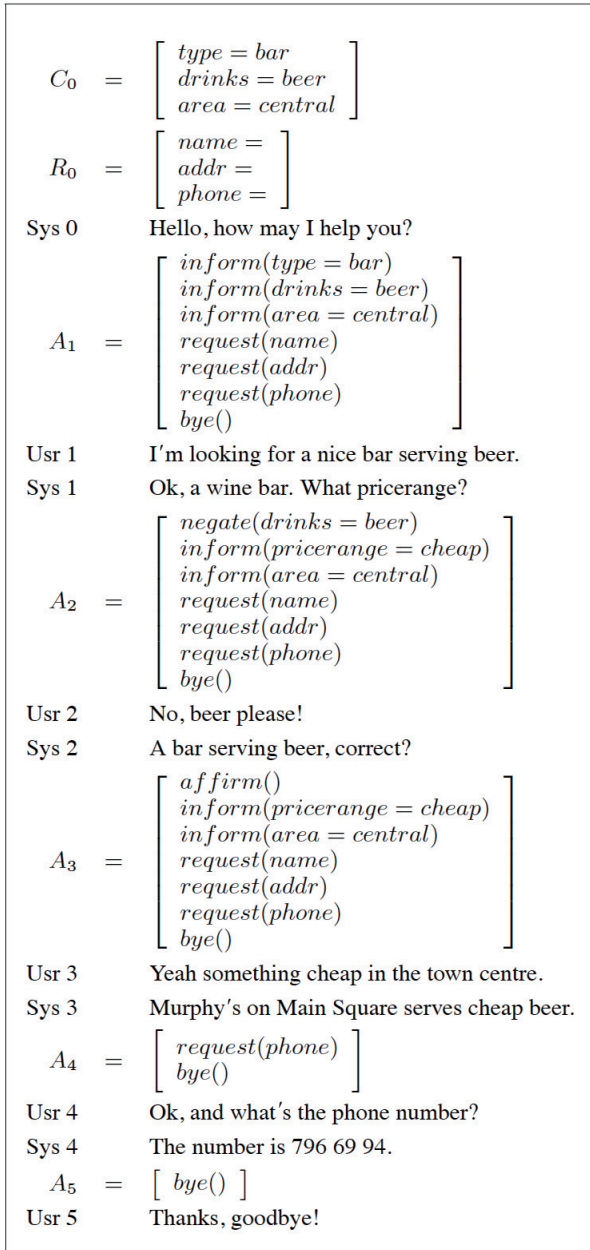 type = bar
C₀ = drinks = beer
area = central
name =
R₀ = addr =
phone =
Sys 0 Hello, how may I help you?
inform(type = bar)
inform(drinks = beer)
inform(area = central)
A₁ = request(name)
request(addr)
request(phone)
bye()
Usr 1 I'm looking for a nice bar serving beer.
Sys 1 Ok, a wine bar. What pricerange?
negate(drinks = beer)
inform(pricerange = cheap)
inform(area = central)
A₂ = request(name)
request(addr)
request(phone)
bye()
Usr 2 No, beer please!
Sys 2 A bar serving beer, correct?
affirm()
inform(pricerange = cheap)
inform(area = central)
A₃ = request(name)
request(addr)
request(phone)
bye()
Usr 3 Yeah something cheap in the town centre.
Sys 3 Murphy's on Main Square serves cheap beer.
A₄ = request(phone)
bye()
Usr 4 Ok, and what's the phone number?
Sys 4 The number is 796 69 94.
A₅ = [ bye() ]
Usr 5 Thanks, goodbye!